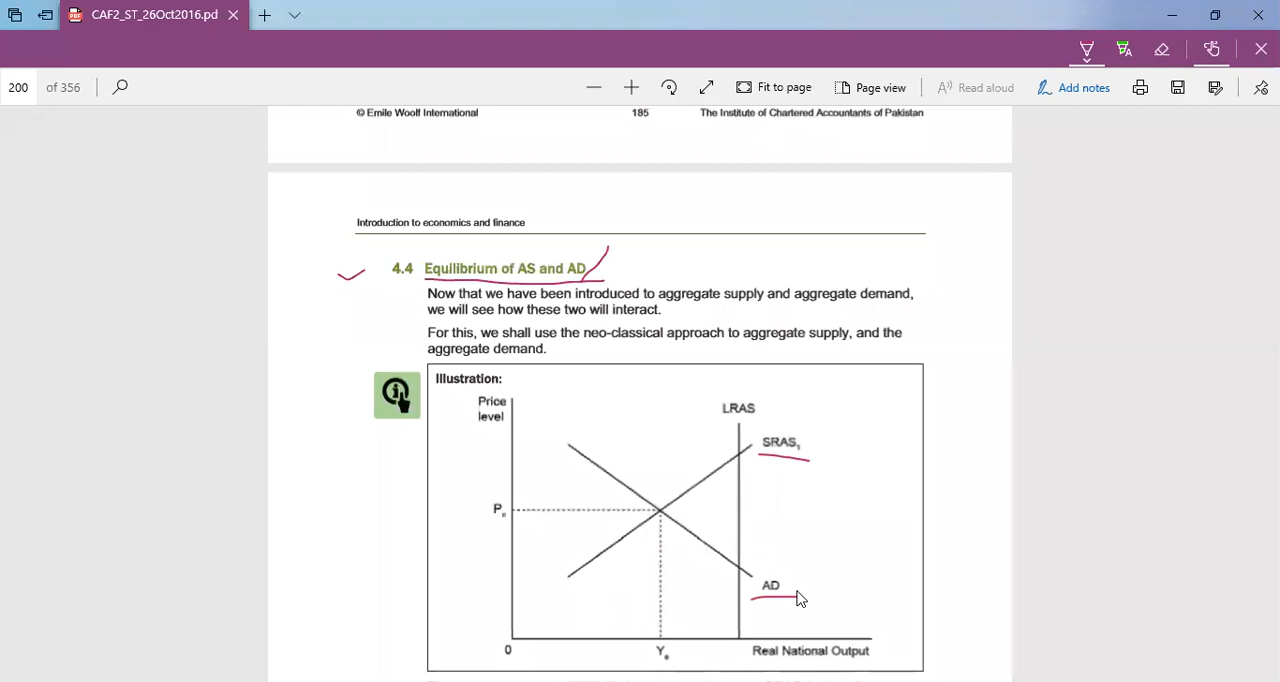 CAF2_ST_26Oct2016.pd
200 of 356
Fit to page
Page view
Read aloud
Add notes
© Emile Woolf International 185 The Institute of Chartered Accountants of Pakistan
Introduction to economics and finance
4.4 Equilibrium of AS and AD
Now that we have been introduced to aggregate supply and aggregate demand,
we will see how these two will interact.
For this, we shall use the neo-classical approach to aggregate supply, and the
aggregate demand.
Illustration:
Price
level
LRAS
SRAS₁
Pₑ
AD
0
Yₑ
Real National Output